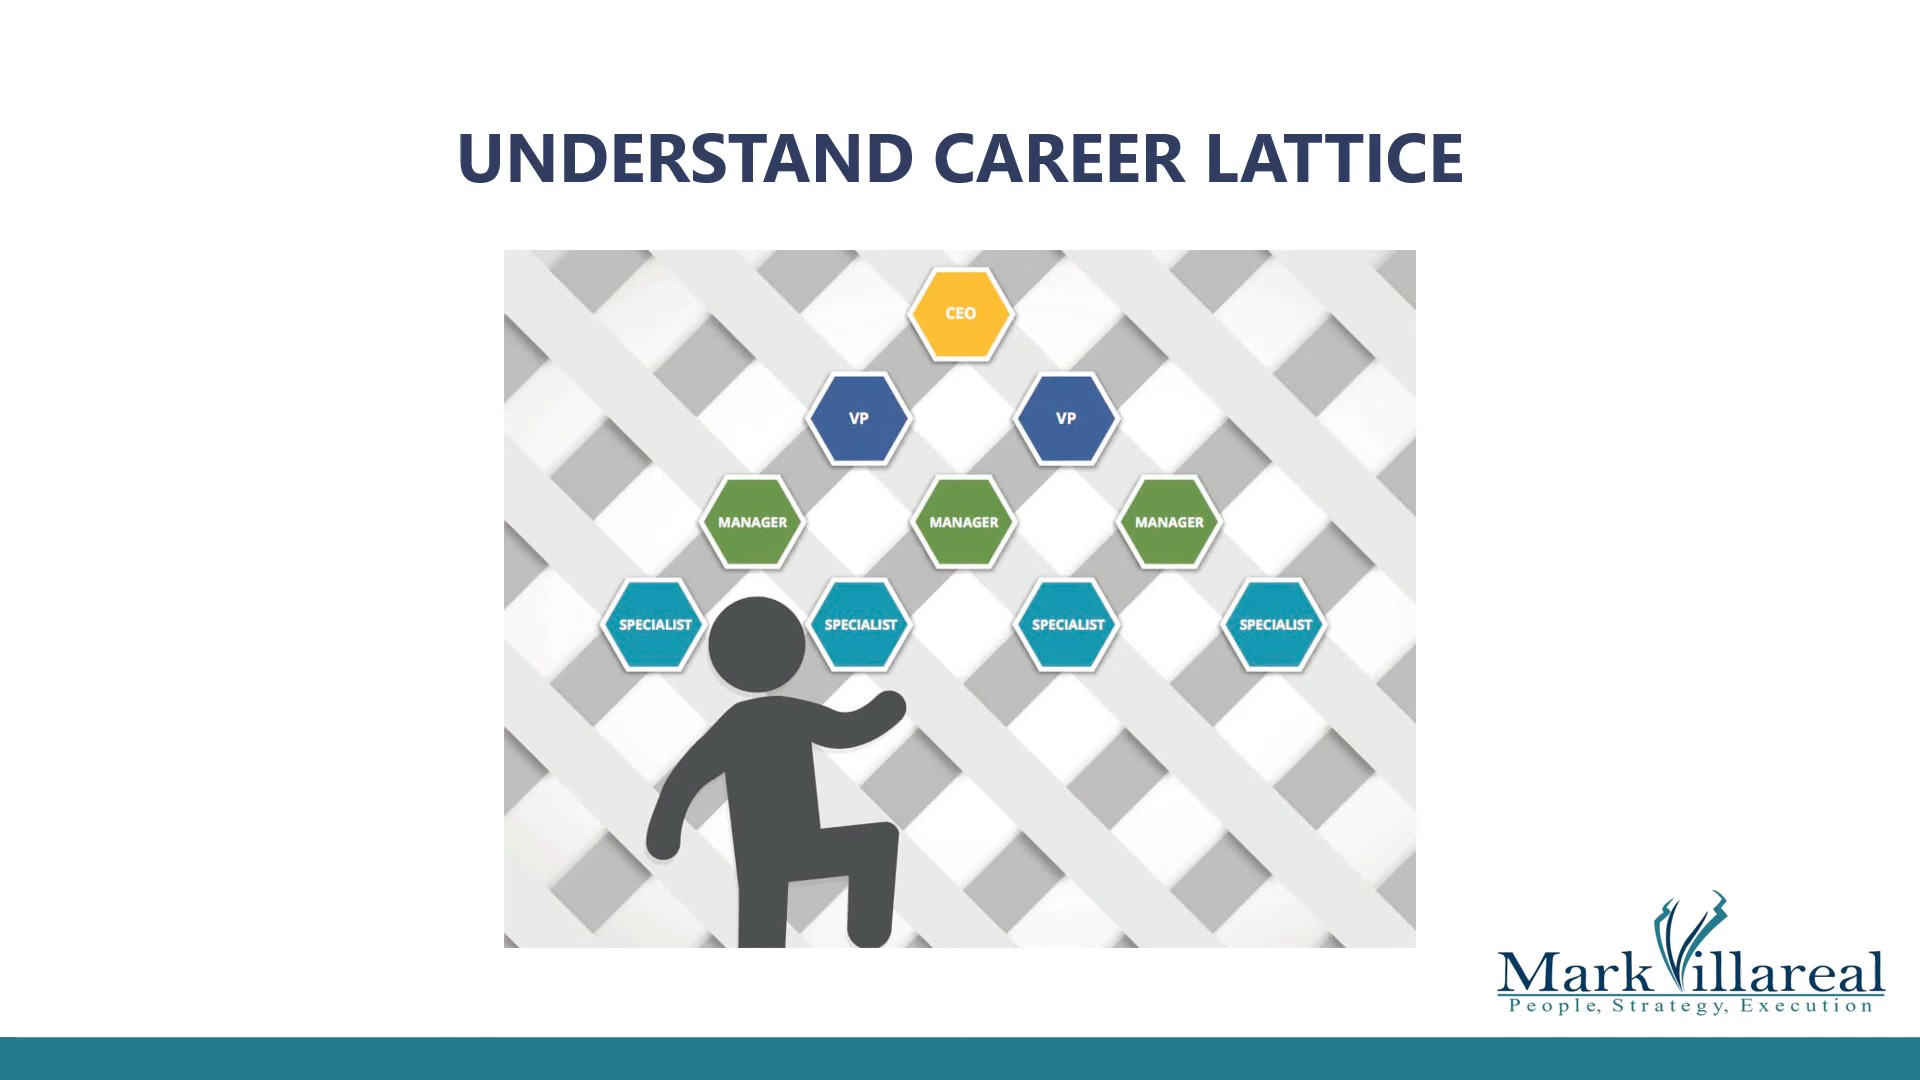 UNDERSTAND CAREER LATTICE
CEO
VP VP
MANAGER MANAGER MANAGER
SPECIALIST SPECIALIST SPECIALIST SPECIALIST
Mark Villareal
People, Strategy, Execution